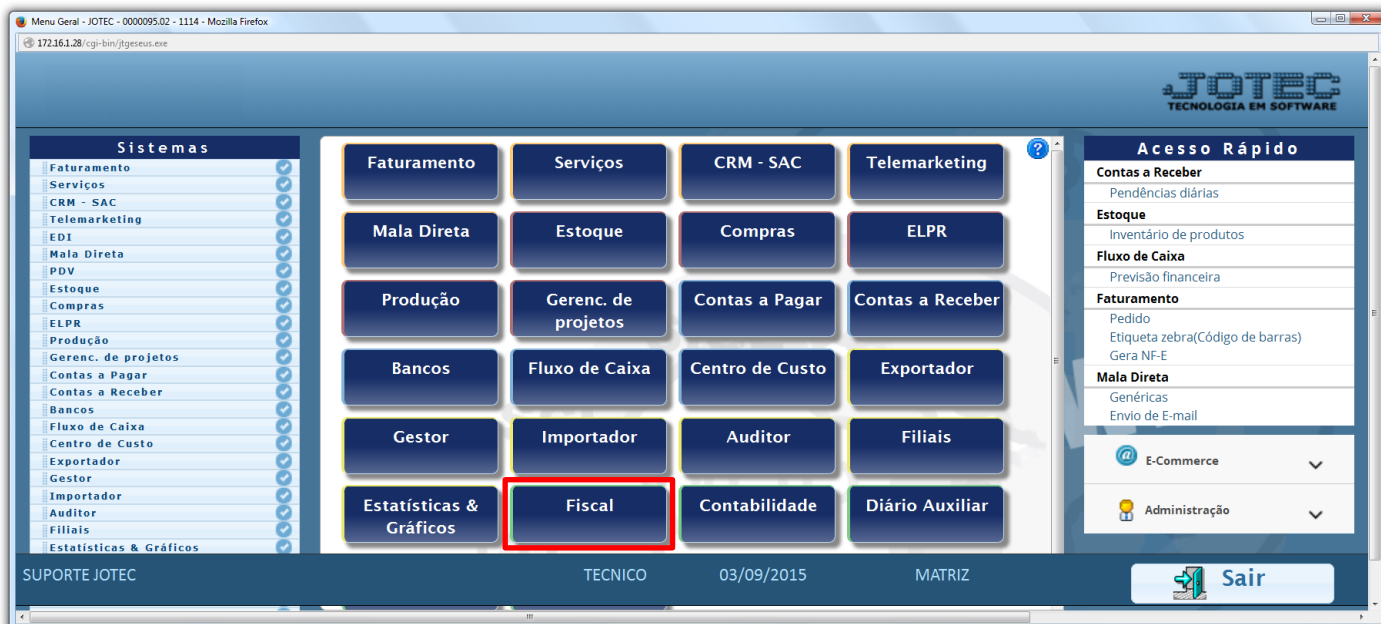 Menu Geral - JOTEC - 0000095.02 - 1114 - Mozilla Firefox
172.16.1.28/cgi-bin/jtgeseus.exe
JOTEC
TECNOLOGIA EM SOFTWARE
Sistemas
Faturamento
Serviços
CRM - SAC
Telemarketing
EDI
Mala Direta
PDV
Estoque
Compras
ELPR
Produção
Gerenc. de projetos
Contas a Pagar
Contas a Receber
Bancos
Fluxo de Caixa
Centro de Custo
Exportador
Gestor
Importador
Auditor
Filiais
Estatísticas & Gráficos
Faturamento
Serviços
CRM - SAC
Telemarketing
Mala Direta
Estoque
Compras
ELPR
Produção
Gerenc. de
projetos
Contas a Pagar
Contas a Receber
Bancos
Fluxo de Caixa
Centro de Custo
Exportador
Gestor
Importador
Auditor
Filiais
Estatísticas &
Gráficos
Fiscal
Contabilidade
Diário Auxiliar
?
Acesso Rápido
Contas a Receber
Pendências diárias
Estoque
Inventário de produtos
Fluxo de Caixa
Previsão financeira
Faturamento
Pedido
Etiqueta zebra(Código de barras)
Gera NF-E
Mala Direta
Genéricas
Envio de E-mail
@ E-Commerce
Administração
SUPORTE JOTEC
TECNICO
03/09/2015
MATRIZ
Sair